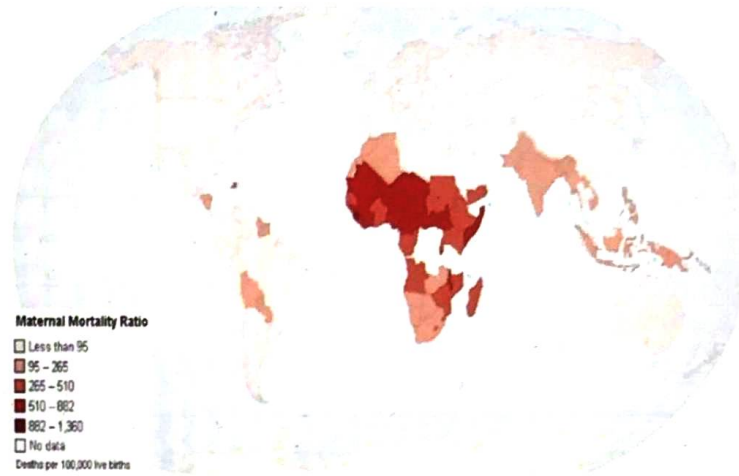 Maternal Mortality Ratio
Less than 95
95 – 265
265 – 510
510 – 882
882 – 1,360
No data
Deaths per 100,000 live births